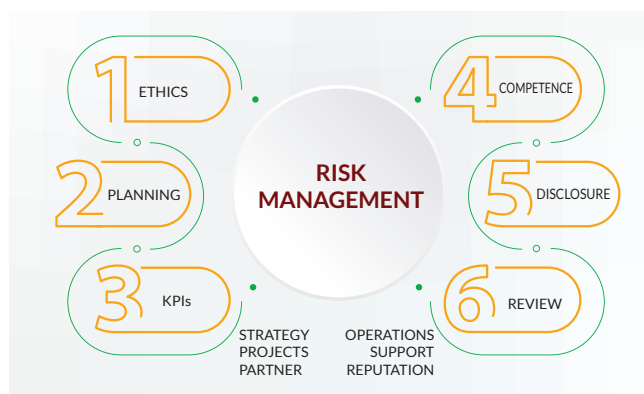 1 ETHICS
2 PLANNING
3 KPIs
RISK
MANAGEMENT
4 COMPETENCE
5 DISCLOSURE
6 REVIEW
STRATEGY
PROJECTS
PARTNER
OPERATIONS
SUPPORT
REPUTATION